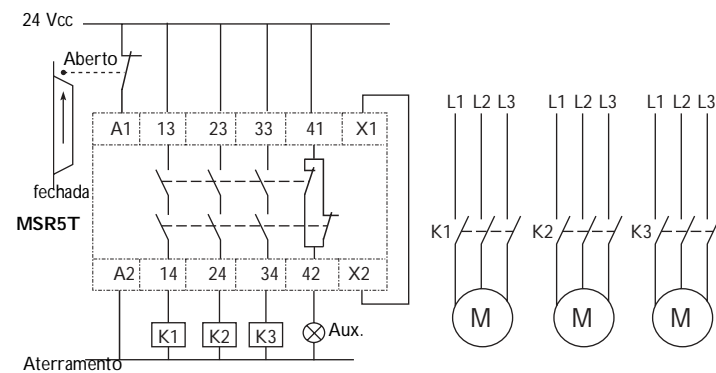 24 Vcc
Aberto
L1 L2 L3 L1 L2 L3 L1 L2 L3
A1 13 23 33 41 X1
fechada
MSR5T
K1 K2 K3
A2 14 24 34 42 X2
M M M
K1 K2 K3 Aux.
Aterramento